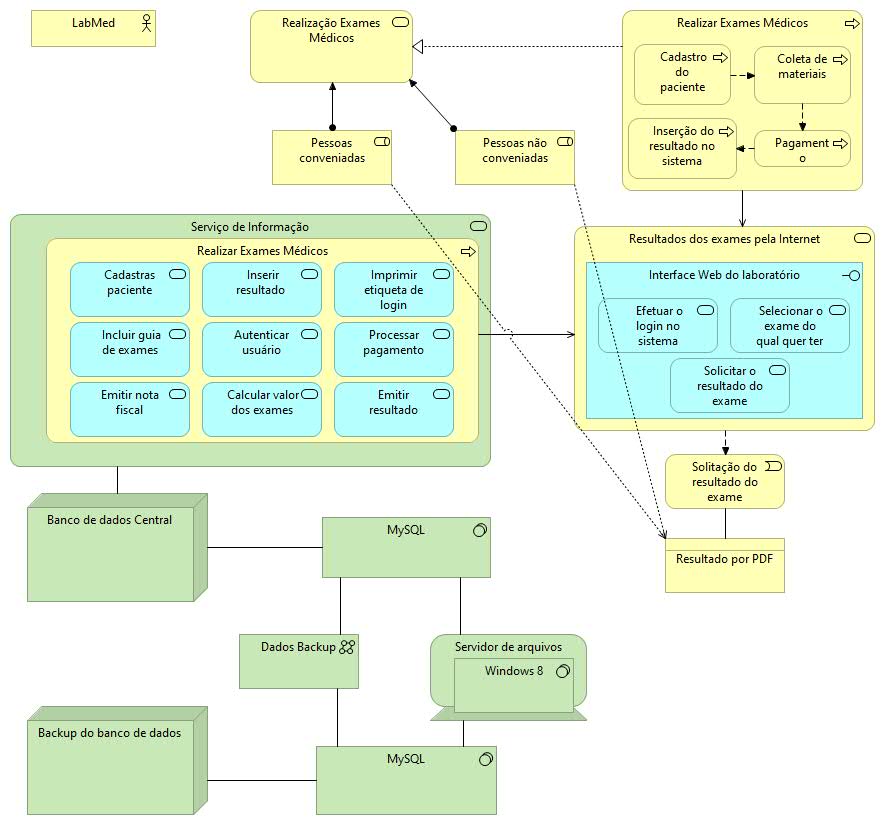 LabMed
Realização Exames
Médicos
Realizar Exames Médicos
Cadastro
do
paciente
Coleta de
materiais
Inserção do
resultado no
sistema
Pagament
o
Pessoas
conveniadas
Pessoas não
conveniadas
Serviço de Informação
Realizar Exames Médicos
Cadastras
paciente
Inserir
resultado
Imprimir
etiqueta de
login
Incluir guia
de exames
Autenticar
usuário
Processar
pagamento
Emitir nota
fiscal
Calcular valor
dos exames
Emitir
resultado
Resultados dos exames pela Internet
Interface Web do laboratório
Efetuar o
login no
sistema
Selecionar o
exame do
qual quer ter
Solicitar o
resultado do
exame
Solitação do
resultado do
exame
Resultado por PDF
Banco de dados Central
MySQL
Dados Backup
Servidor de arquivos
Windows 8
Backup do banco de dados
MySQL